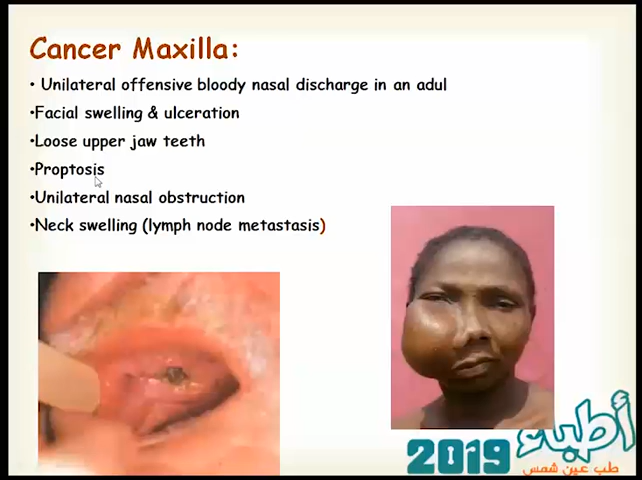 Cancer Maxilla:
• Unilateral offensive bloody nasal discharge in an adul
•Facial swelling & ulceration
•Loose upper jaw teeth
•Proptosis
•Unilateral nasal obstruction
•Neck swelling (lymph node metastasis)
أطباء
2019
طب عين شمس